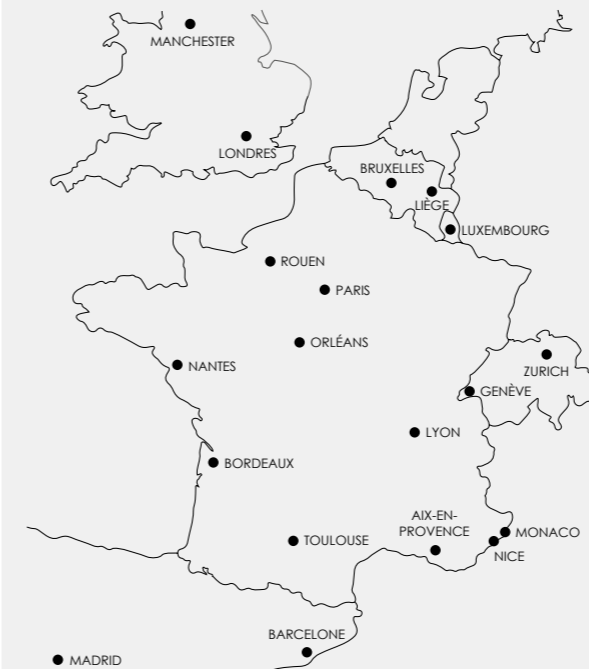 MANCHESTER
LONDRES
BRUXELLES
LIÈGE
LUXEMBOURG
ROUEN
PARIS
ORLÉANS
NANTES
ZURICH
GENÈVE
LYON
BORDEAUX
AIX-EN-
PROVENCE
MONACO
TOULOUSE
NICE
BARCELONE
MADRID